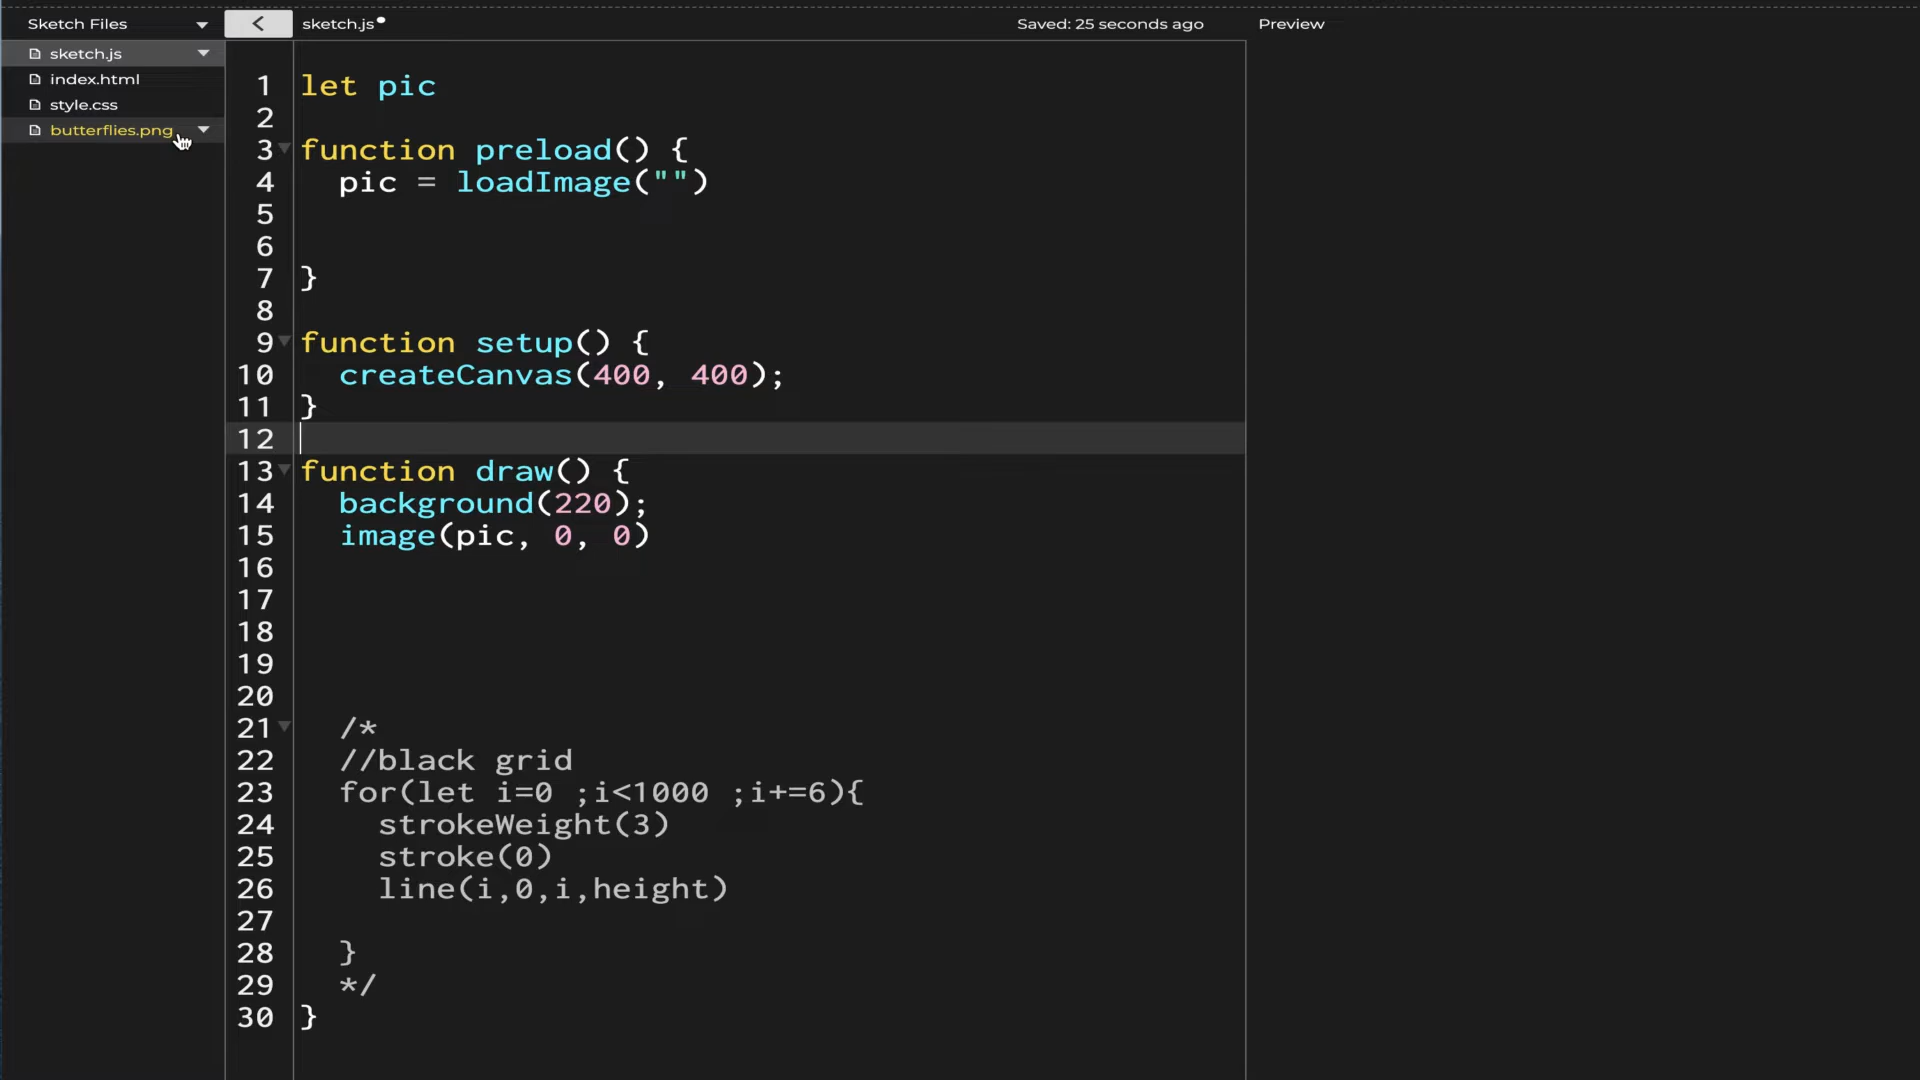 Sketch Files
sketch.js
Saved: 25 seconds ago
Preview
sketch.js
index.html
style.css
butterflies.png
1 let pic
2
3 function preload() {
4 pic = loadImage("")
5
6
7 }
8
9 function setup() {
10 createCanvas(400, 400);
11 }
12
13 function draw() {
14 background(220);
15 image(pic, 0, 0)
16
17
18
19
20
21 /*
22 //black grid
23 for(let i=0 ;i<1000 ;i+=6){
24 strokeWeight(3)
25 stroke(0)
26 line(i,0,i,height)
27
28 }
29 */
30 }